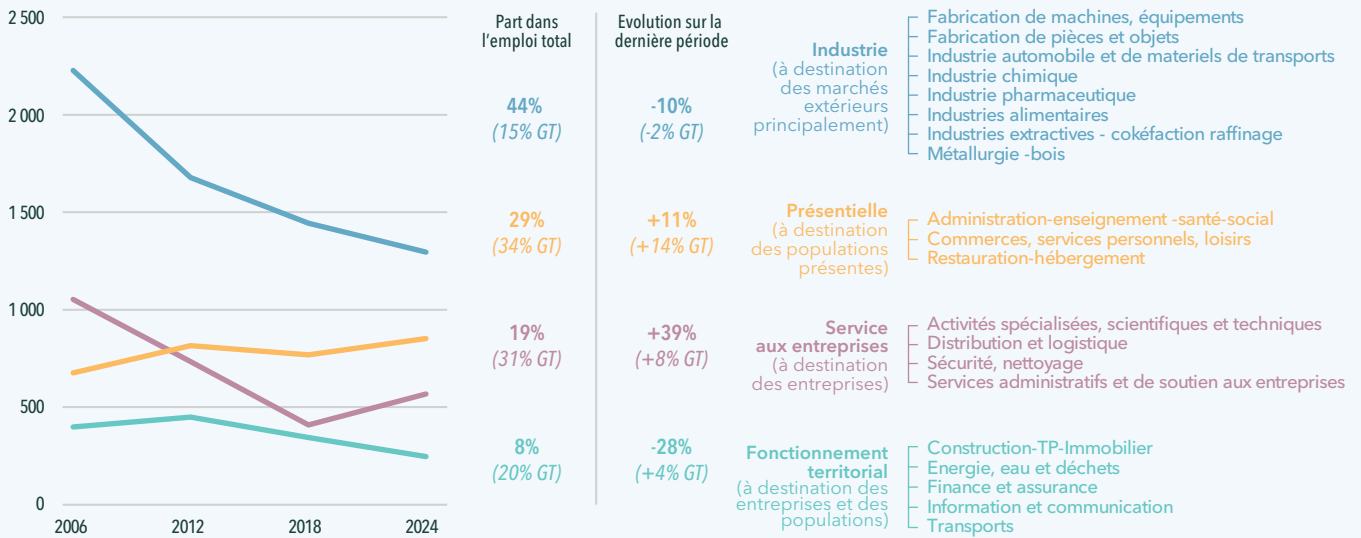 2 500
2 000
1 500
1 000
500
0
2006
2012
2018
2024
Part dans
l'emploi total
Evolution sur la
dernière période
44%
(15% GT)
-10%
(-2% GT)
Industrie
(à destination
des marchés
extérieurs
principalement)
Fabrication de machines, équipements
Fabrication de pièces et objets
Industrie automobile et de materiels de transports
Industrie chimique
Industrie pharmaceutique
Industries alimentaires
Industries extractives - cokéfaction raffinage
Métallurgie -bois
29%
(34% GT)
+11%
(+14% GT)
Présentielle
(à destination
des populations
présentes)
Administration-enseignement -santé-social
Commerces, services personnels, loisirs
Restauration-hébergement
19%
(31% GT)
+39%
(+8% GT)
Service
aux entreprises
(à destination
des entreprises)
Activités spécialisées, scientifiques et techniques
Distribution et logistique
Sécurité, nettoyage
Services administratifs et de soutien aux entreprises
8%
(20% GT)
-28%
(+4% GT)
Fonctionnement
territorial
(à destination des
entreprises et des
populations)
Construction-TP-Immobilier
Energie, eau et déchets
Finance et assurance
Information et communication
Transports